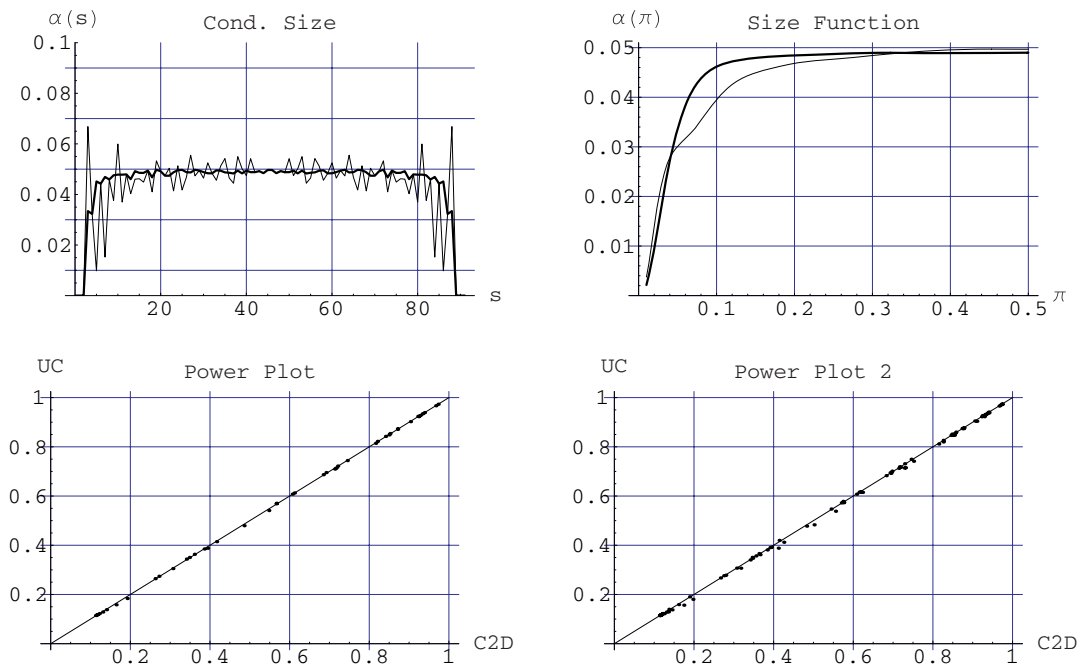 α(s)
Cond. Size
0.1
0.08
0.06
0.04
0.02
20 40 60 80
s
α(π)
Size Function
0.05
0.04
0.03
0.02
0.01
0.1 0.2 0.3 0.4 0.5
π
UC
Power Plot
1
0.8
0.6
0.4
0.2
0.2 0.4 0.6 0.8 1
C2D
UC
Power Plot 2
1
0.8
0.6
0.4
0.2
0.2 0.4 0.6 0.8 1
C2D